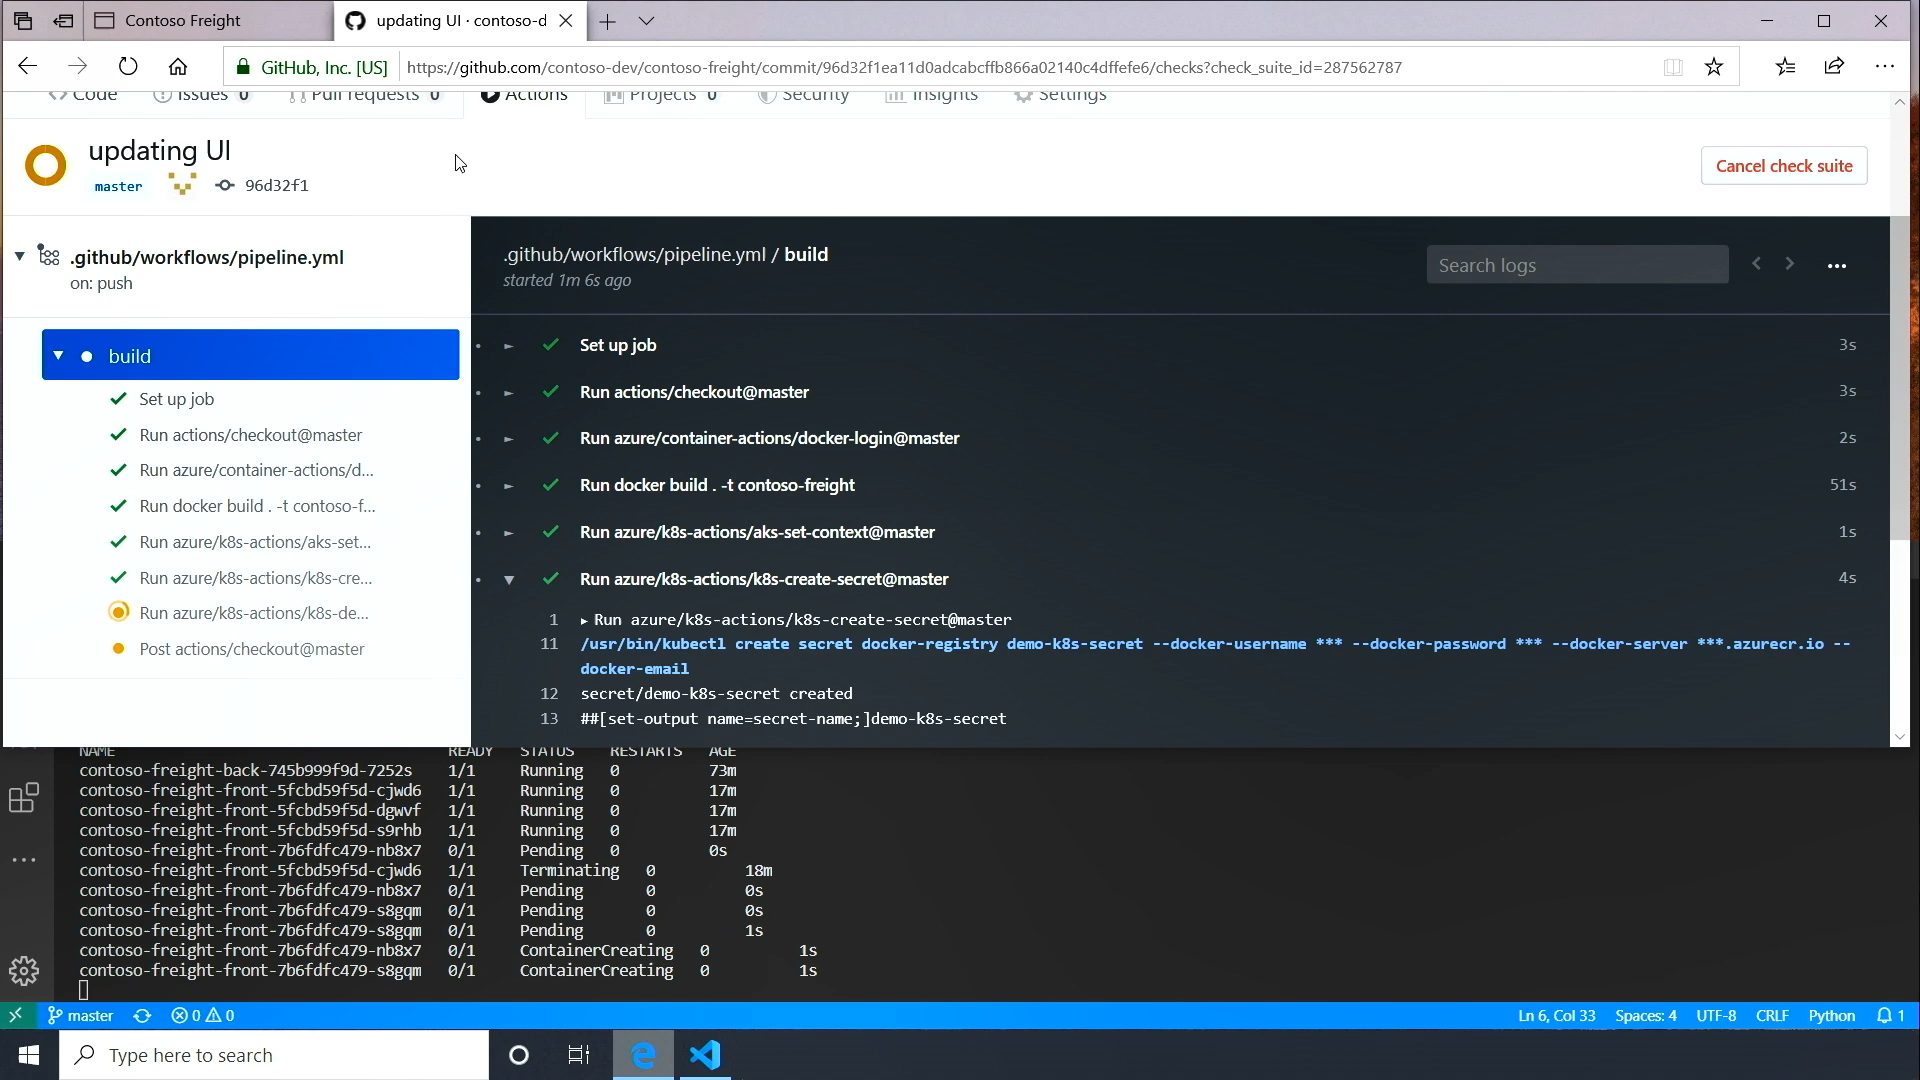 Contoso Freight
updating UI · contoso-d
GitHub, Inc. [US]
https://github.com/contoso-dev/contoso-freight/commit/96d32f1ea11d0adcabcffb866a02140c4dffefe6/checks?check_suite_id=287562787
Code Issues 0 Pull requests 0 Actions Projects 0 Security Insights Settings
updating UI
master 96d32f1
Cancel check suite
.github/workflows/pipeline.yml
on: push
build
Set up job
Run actions/checkout@master
Run azure/container-actions/d...
Run docker build . -t contoso-f...
Run azure/k8s-actions/aks-set...
Run azure/k8s-actions/k8s-cre...
Run azure/k8s-actions/k8s-de...
Post actions/checkout@master
.github/workflows/pipeline.yml / build
started 1m 6s ago
Search logs
Set up job 3s
Run actions/checkout@master 3s
Run azure/container-actions/docker-login@master 2s
Run docker build . -t contoso-freight 51s
Run azure/k8s-actions/aks-set-context@master 1s
Run azure/k8s-actions/k8s-create-secret@master 4s
1 Run azure/k8s-actions/k8s-create-secret@master
11 /usr/bin/kubectl create secret docker-registry demo-k8s-secret --docker-username *** --docker-password *** --docker-server ***.azurecr.io --
docker-email
12 secret/demo-k8s-secret created
13 ##[set-output name=secret-name;]demo-k8s-secret
NAME READY STATUS RESTARTS AGE
contoso-freight-back-745b999f9d-7252s 1/1 Running 0 73m
contoso-freight-front-5fcbd59f5d-cjwd6 1/1 Running 0 17m
contoso-freight-front-5fcbd59f5d-dgwvf 1/1 Running 0 17m
contoso-freight-front-5fcbd59f5d-s9rhb 1/1 Running 0 17m
contoso-freight-front-7b6fdfc479-nb8x7 0/1 Pending 0 0s
contoso-freight-front-5fcbd59f5d-cjwd6 1/1 Terminating 0 18m
contoso-freight-front-7b6fdfc479-nb8x7 0/1 Pending 0 0s
contoso-freight-front-7b6fdfc479-s8gqm 0/1 Pending 0 0s
contoso-freight-front-7b6fdfc479-s8gqm 0/1 Pending 0 1s
contoso-freight-front-7b6fdfc479-nb8x7 0/1 ContainerCreating 0 1s
contoso-freight-front-7b6fdfc479-s8gqm 0/1 ContainerCreating 0 1s
master 0 0 Ln 6, Col 33 Spaces: 4 UTF-8 CRLF Python 1
Type here to search